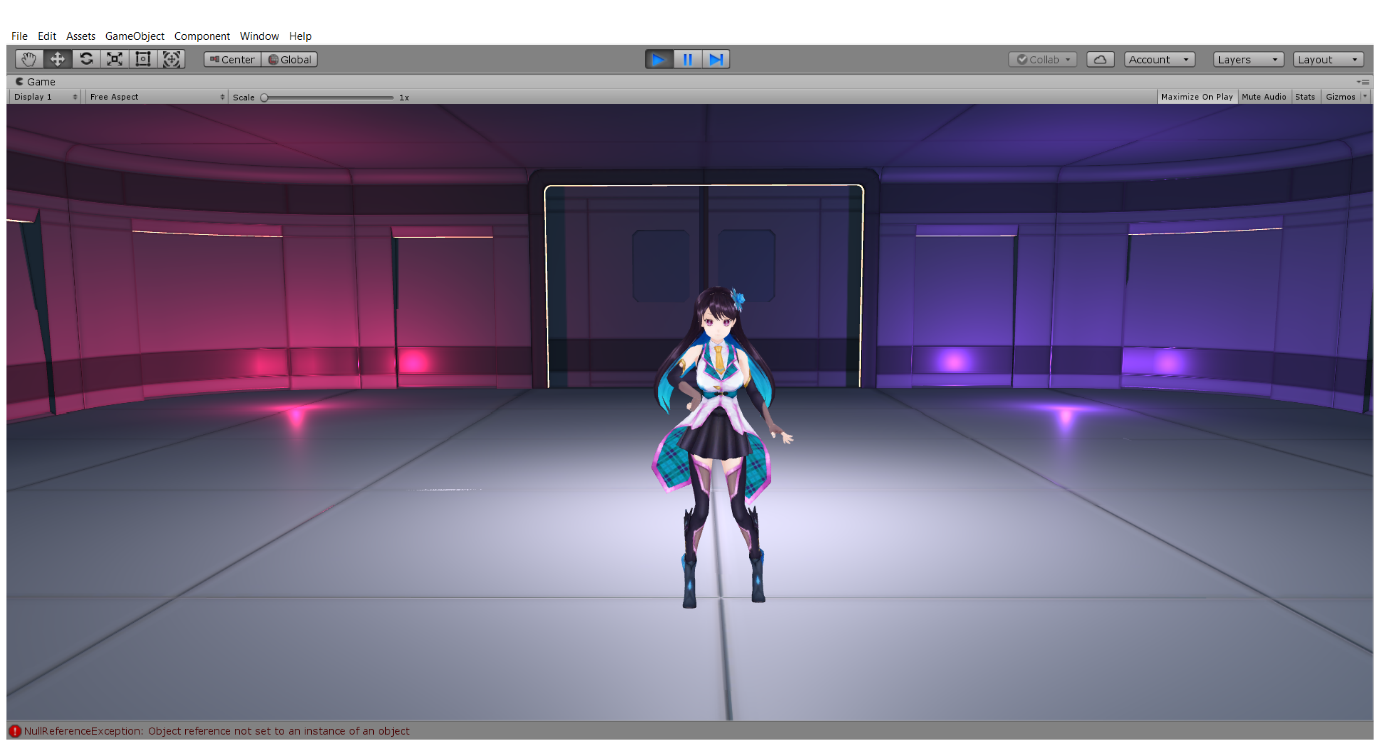 File Edit Assets GameObject Component Window Help
Center Global Collab Account Layers Layout
Game
Display 1 Free Aspect Scale 1x Maximize On Play Mute Audio Stats Gizmos
NullReferenceException: Object reference not set to an instance of an object